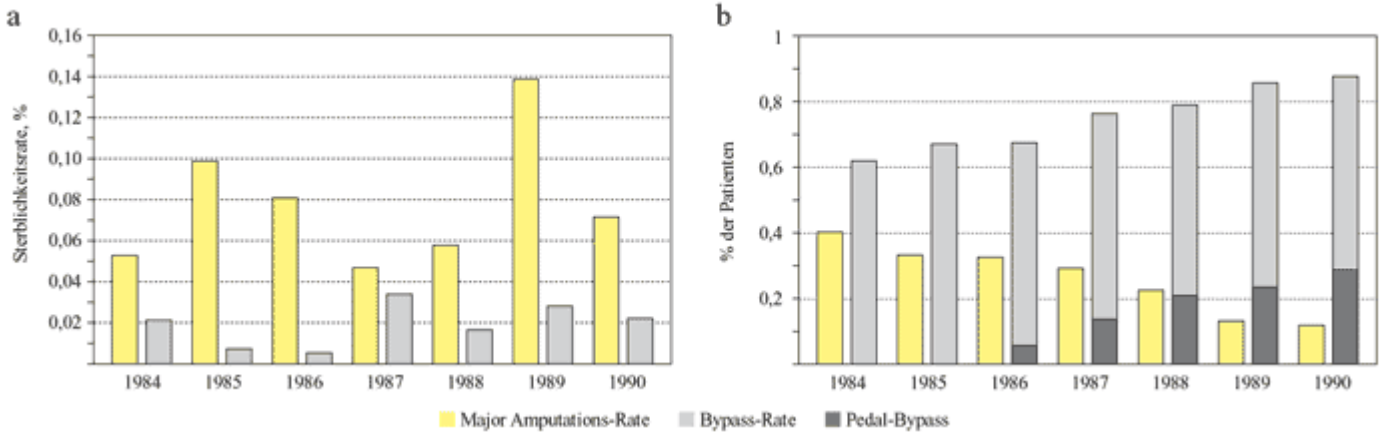 a
0,16
0,14
0,12
0,10
0,08
0,06
0,04
0,02
Sterblichkeitsrate, %
1984 1985 1986 1987 1988 1989 1990
b
1
0,8
0,6
0,4
0,2
% der Patienten
1984 1985 1986 1987 1988 1989 1990
Major Amputations-Rate Bypass-Rate Pedal-Bypass